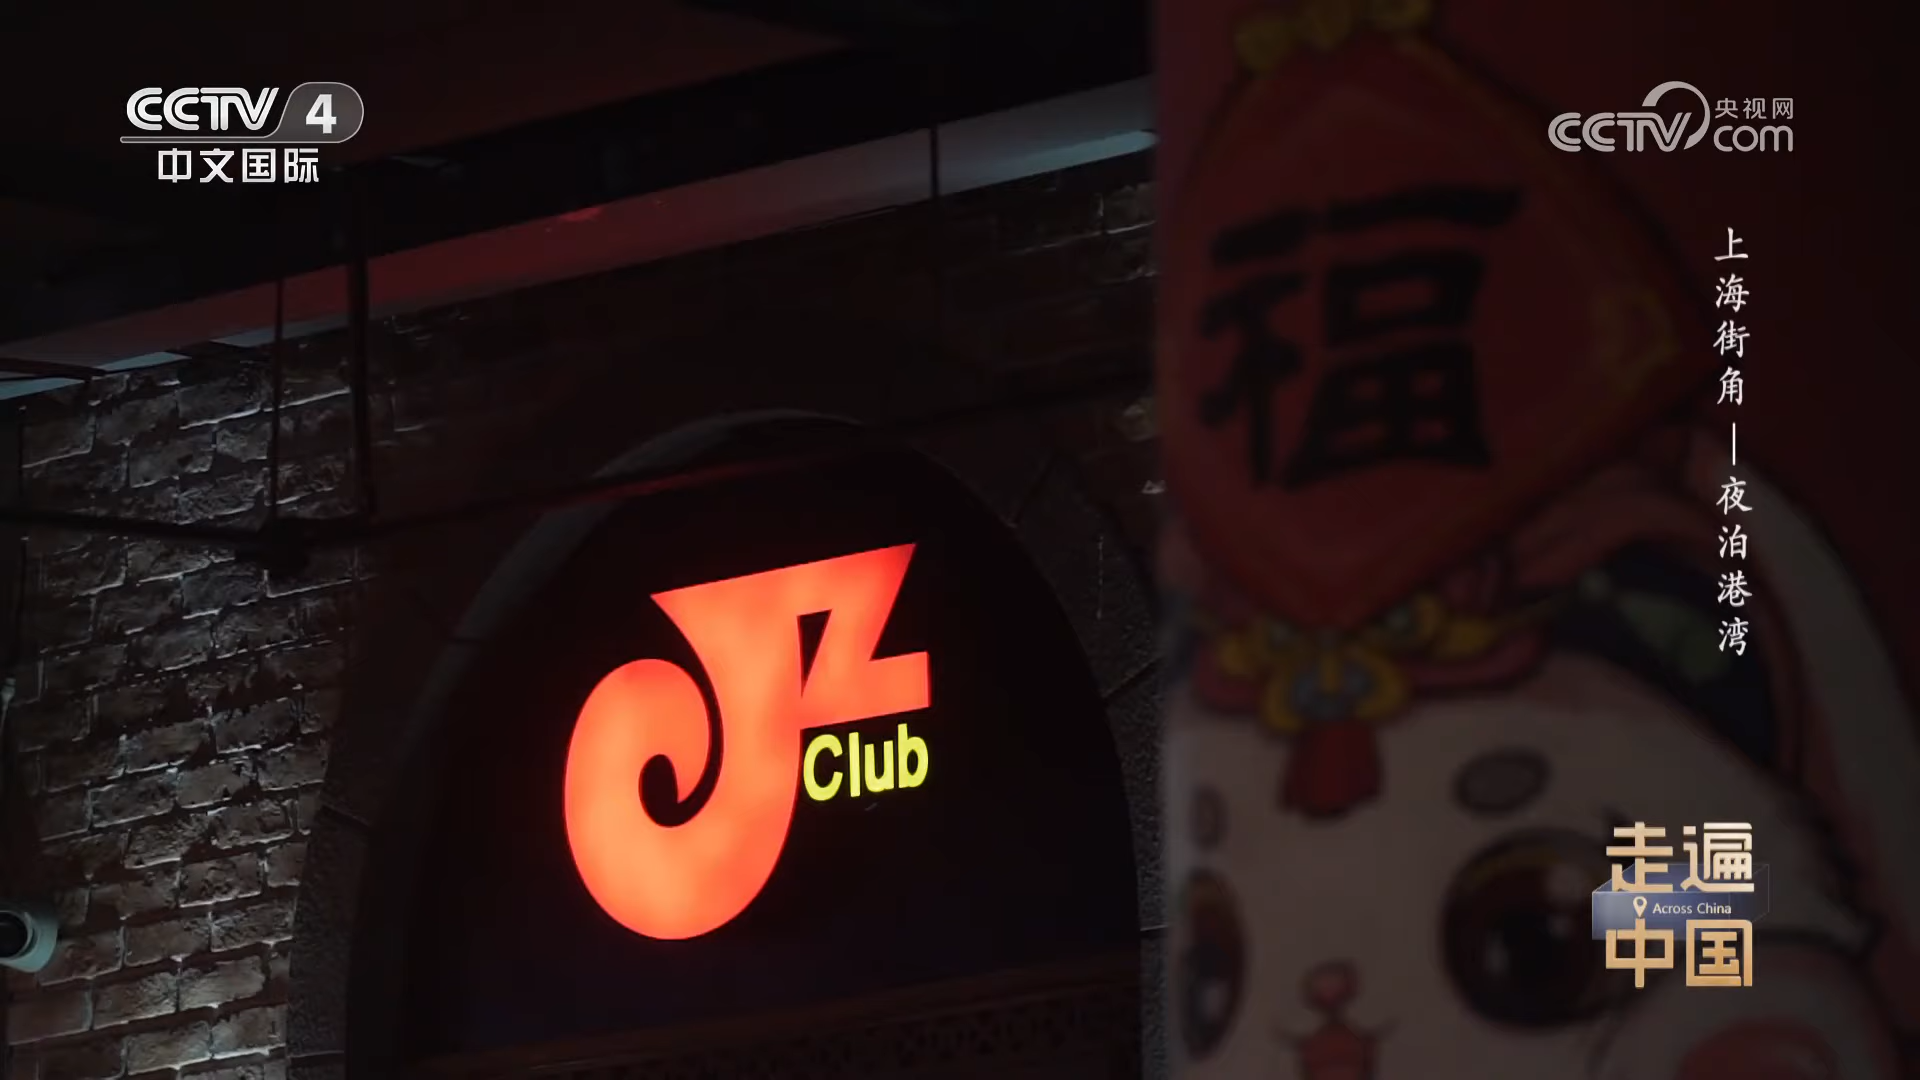 CCTV 4
中文国际
CCTV com 央视网
福
上海街角—夜泊港湾
JZ
Club
走遍
Across China
中国